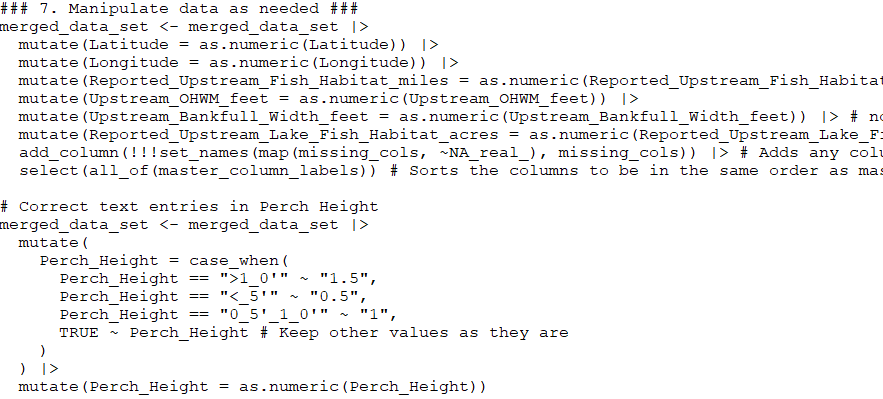 ### 7. Manipulate data as needed ###
merged_data_set <- merged_data_set |>
  mutate(Latitude = as.numeric(Latitude)) |>
  mutate(Longitude = as.numeric(Longitude)) |>
  mutate(Reported_Upstream_Fish_Habitat_miles = as.numeric(Reported_Upstream_Fish_Habitat
  mutate(Upstream_OHWM_feet = as.numeric(Upstream_OHWM_feet)) |>
  mutate(Upstream_Bankfull_Width_feet = as.numeric(Upstream_Bankfull_Width_feet)) |> # no
  mutate(Reported_Upstream_Lake_Fish_Habitat_acres = as.numeric(Reported_Upstream_Lake_Fi
  add_column(!!!set_names(map(missing_cols, ~NA_real_), missing_cols)) |> # Adds any colu
  select(all_of(master_column_labels)) # Sorts the columns to be in the same order as mas

# Correct text entries in Perch Height
merged_data_set <- merged_data_set |>
  mutate(
    Perch_Height = case_when(
      Perch_Height == ">1_0'" ~ "1.5",
      Perch_Height == "<_5'" ~ "0.5",
      Perch_Height == "0_5'_1_0'" ~ "1",
      TRUE ~ Perch_Height # Keep other values as they are
    )
  ) |>
  mutate(Perch_Height = as.numeric(Perch_Height))